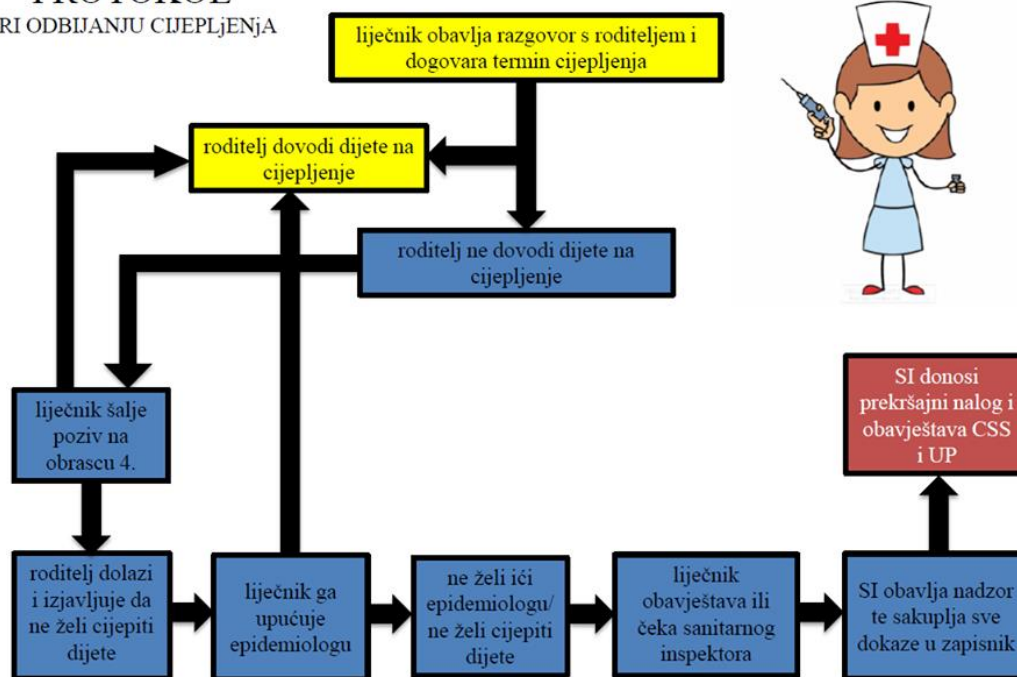 PROTOKOL
RI ODBIJANJU CIJEPLjENjA
liječnik obavlja razgovor s roditeljem i
dogovara termin cijepljenja
roditelj dovodi dijete na
cijepljenje
roditelj ne dovodi dijete na
cijepljenje
liječnik šalje
poziv na
obrascu 4.
roditelj dolazi
i izjavljuje da
ne želi cijepiti
dijete
liječnik ga
upućuje
epidemiologu
ne želi ići
epidemiologu/
ne želi cijepiti
dijete
liječnik
obavještava ili
čeka sanitarnog
inspektora
SI obavlja nadzor
te sakuplja sve
dokaze u zapisnik
SI donosi
prekršajni nalog i
obavještava CSS
i UP